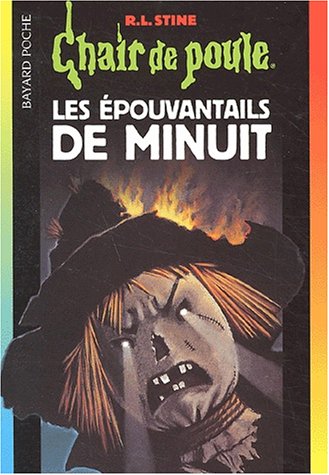 R.L. STINE
Chair de poule®
LES ÉPOUVANTAILS
DE MINUIT
BAYARD POCHE